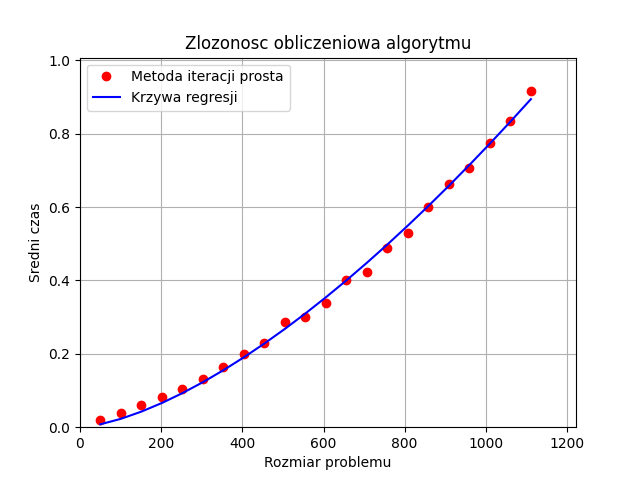 Zlozonosc obliczeniowa algorytmu
Metoda iteracji prosta
Krzywa regresji
Sredni czas
1.0
0.8
0.6
0.4
0.2
0.0
0 200 400 600 800 1000 1200
Rozmiar problemu